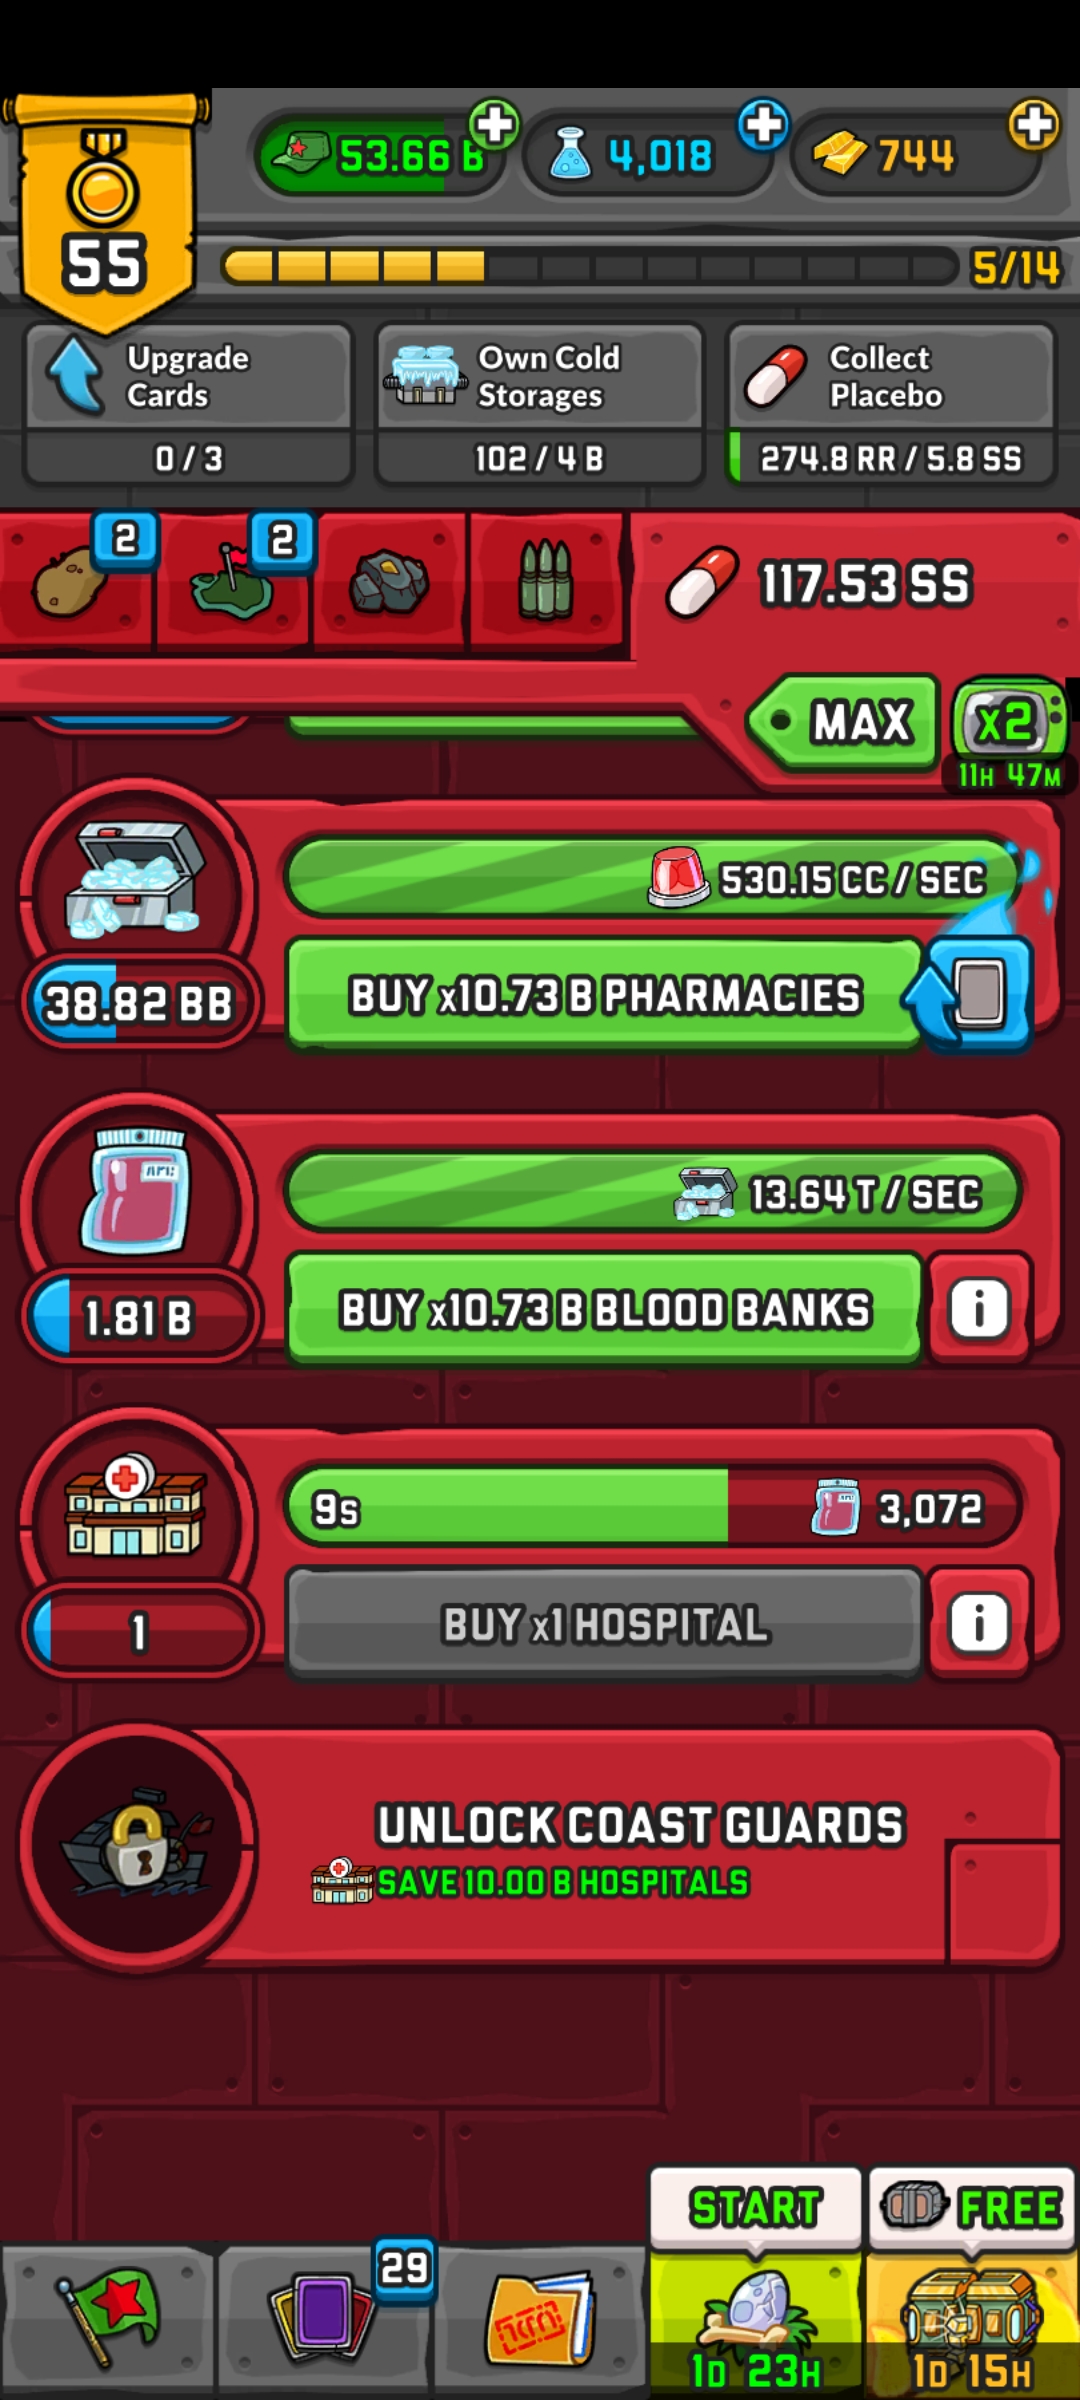 53.66 B
4,018
744
55
5/14
Upgrade
Cards
0 / 3
Own Cold
Storages
102 / 4 B
Collect
Placebo
274.8 RR / 5.8 SS
2
2
117.53 SS
MAX
x2
11H 47M
530.15 CC / SEC
38.82 BB
BUY x10.73 B PHARMACIES
13.64 T / SEC
1.81 B
BUY x10.73 B BLOOD BANKS
i
9s
3,072
1
BUY x1 HOSPITAL
i
UNLOCK COAST GUARDS
SAVE 10.00 B HOSPITALS
START
FREE
29
1D 23H
1D 15H